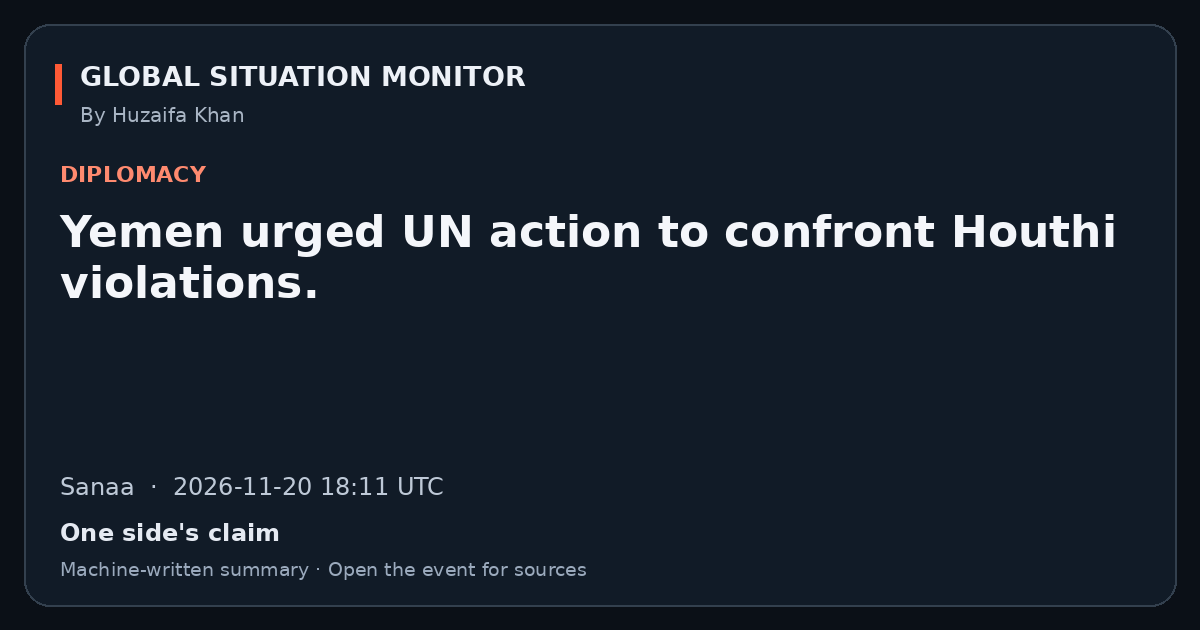 GLOBAL SITUATION MONITOR
By Huzaifa Khan
DIPLOMACY
Yemen urged UN action to confront Houthi
violations.
Sanaa · 2026-11-20 18:11 UTC
One side's claim
Machine-written summary · Open the event for sources